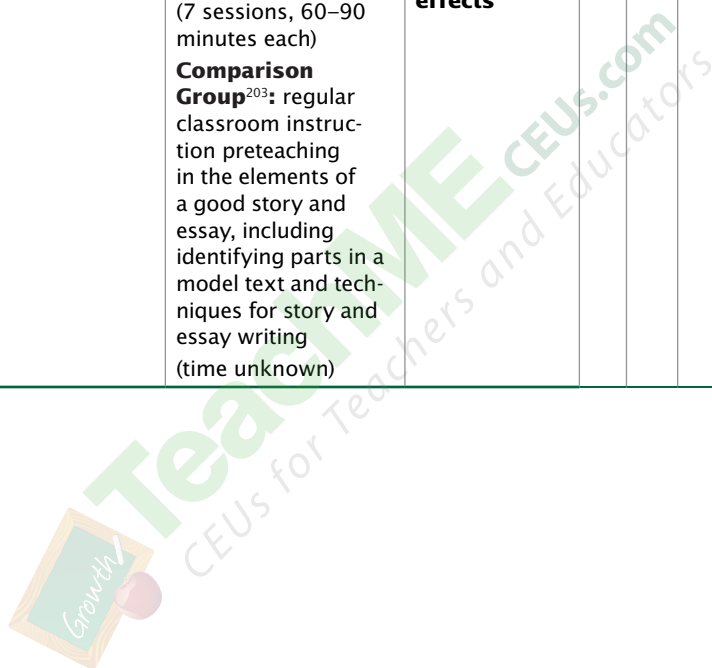 (7 sessions, 60–90
minutes each)
Comparison
Group203: regular
classroom instruc-
tion preteaching
in the elements of
a good story and
essay, including
identifying parts in a
model text and tech-
niques for story and
essay writing
(time unknown)
effects
TeachME CEUs.com
CEUs for Teachers and Educators
Growth